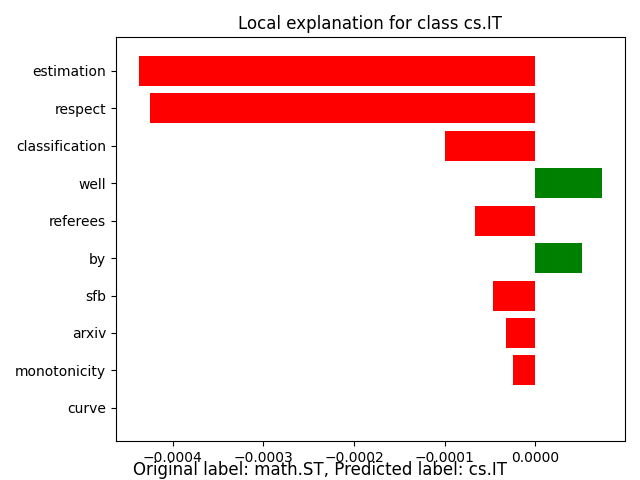 Local explanation for class cs.IT
estimation
respect
classification
well
referees
by
sfb
arxiv
monotonicity
curve
−0.0004 −0.0003 −0.0002 −0.0001 0.0000
Original label: math.ST, Predicted label: cs.IT